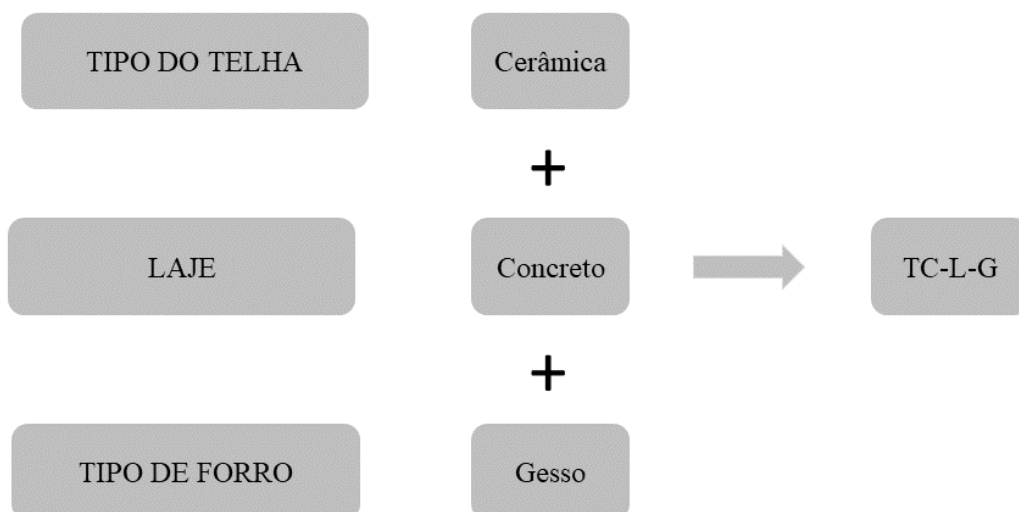 TIPO DO TELHA
Cerâmica
+
LAJE
Concreto
TC-L-G
+
TIPO DE FORRO
Gesso